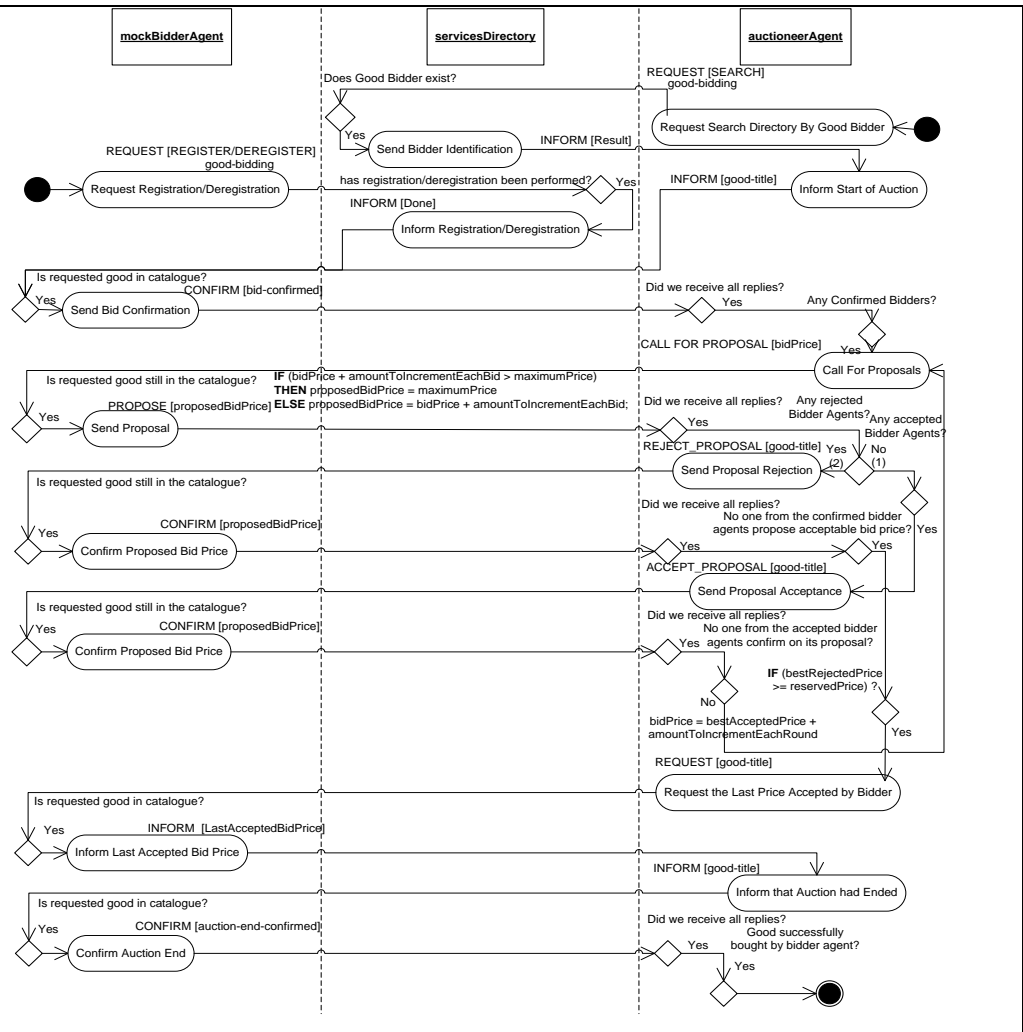 mockBidderAgent
servicesDirectory
auctioneerAgent
Does Good Bidder exist?
REQUEST [SEARCH]
good-bidding
Request Search Directory By Good Bidder
Yes
Send Bidder Identification
INFORM [Result]
REQUEST [REGISTER/DEREGISTER]
good-bidding
Request Registration/Deregistration
has registration/deregistration been performed?
Yes
INFORM [good-title]
Inform Start of Auction
INFORM [Done]
Inform Registration/Deregistration
Is requested good in catalogue?
Yes
CONFIRM [bid-confirmed]
Send Bid Confirmation
Did we receive all replies?
Yes
Any Confirmed Bidders?
Yes
CALL FOR PROPOSAL [bidPrice]
Call For Proposals
Is requested good still in the catalogue?
IF (bidPrice + amountToIncrementEachBid > maximumPrice)
THEN proposedBidPrice = maximumPrice
ELSE proposedBidPrice = bidPrice + amountToIncrementEachBid;
PROPOSE [proposedBidPrice]
Yes
Send Proposal
Did we receive all replies?
Yes
Any rejected
Bidder Agents?
Any accepted
Bidder Agents?
REJECT_PROPOSAL [good-title]
Yes
(2)
No
(1)
Send Proposal Rejection
Is requested good still in the catalogue?
Yes
CONFIRM [proposedBidPrice]
Confirm Proposed Bid Price
Did we receive all replies?
No one from the confirmed bidder
agents propose acceptable bid price?
Yes
Yes
Yes
ACCEPT_PROPOSAL [good-title]
Send Proposal Acceptance
Is requested good still in the catalogue?
Yes
CONFIRM [proposedBidPrice]
Confirm Proposed Bid Price
Did we receive all replies?
No one from the accepted bidder
agents confirm on its proposal?
Yes
IF (bestRejectedPrice
>= reservedPrice) ?
No
Yes
bidPrice = bestAcceptedPrice +
amountToIncrementEachRound
REQUEST [good-title]
Request the Last Price Accepted by Bidder
Is requested good in catalogue?
Yes
INFORM [LastAcceptedBidPrice]
Inform Last Accepted Bid Price
INFORM [good-title]
Inform that Auction had Ended
Is requested good in catalogue?
Yes
CONFIRM [auction-end-confirmed]
Confirm Auction End
Did we receive all replies?
Yes
Good successfully
bought by bidder agent?
Yes